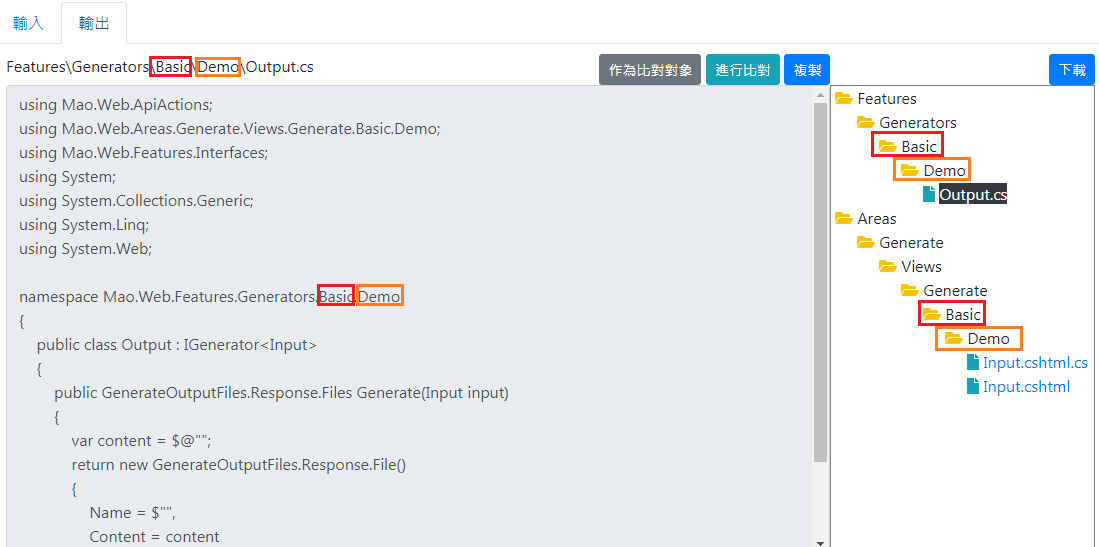 輸入
輸出
Features\Generators\Basic\Demo\Output.cs
作為比對對象
進行比對
複製
下載
using Mao.Web.ApiActions;
using Mao.Web.Areas.Generate.Views.Generate.Basic.Demo;
using Mao.Web.Features.Interfaces;
using System;
using System.Collections.Generic;
using System.Linq;
using System.Web;
namespace Mao.Web.Features.Generators.Basic.Demo
{
public class Output : IGenerator<Input>
{
public GenerateOutputFiles.Response.Files Generate(Input input)
{
var content = $@"";
return new GenerateOutputFiles.Response.File()
{
Name = $"",
Content = content
Features
Generators
Basic
Demo
Output.cs
Areas
Generate
Views
Generate
Basic
Demo
Input.cshtml.cs
Input.cshtml